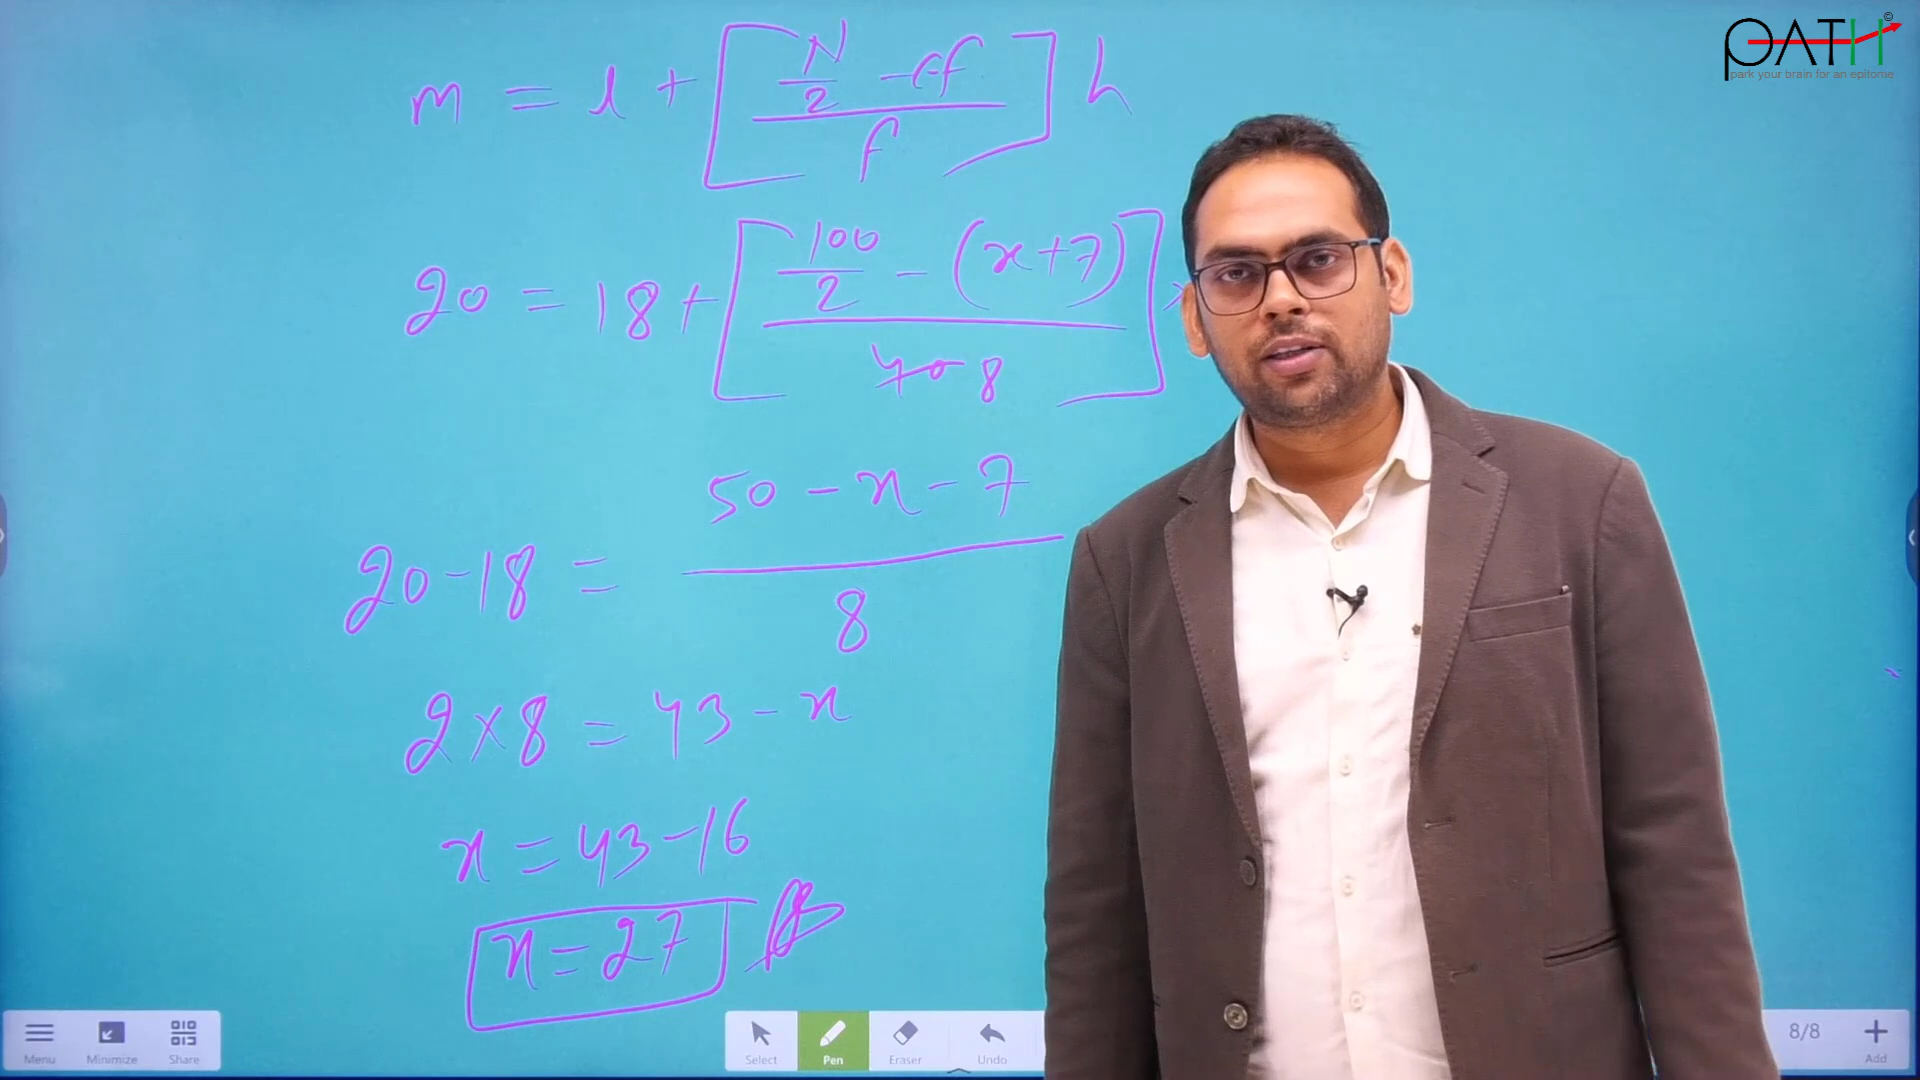 m = l + [ N/2 - cf / f ] h
20 = 18 + [ 100/2 - (x+7) / 40 8 ] ×
50 - x - 7
20 - 18 =
8
2 × 8 = 43 - x
x = 43 - 16
x = 27
PATH©
park your brain for an epitome
Menu
Minimize
Share
Select
Pen
Eraser
Undo
8/8
Add